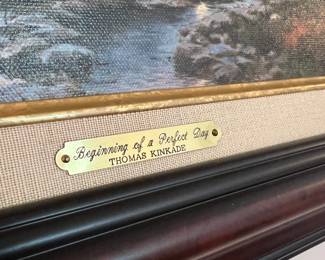 Beginning of a Perfect Day
THOMAS KINKADE